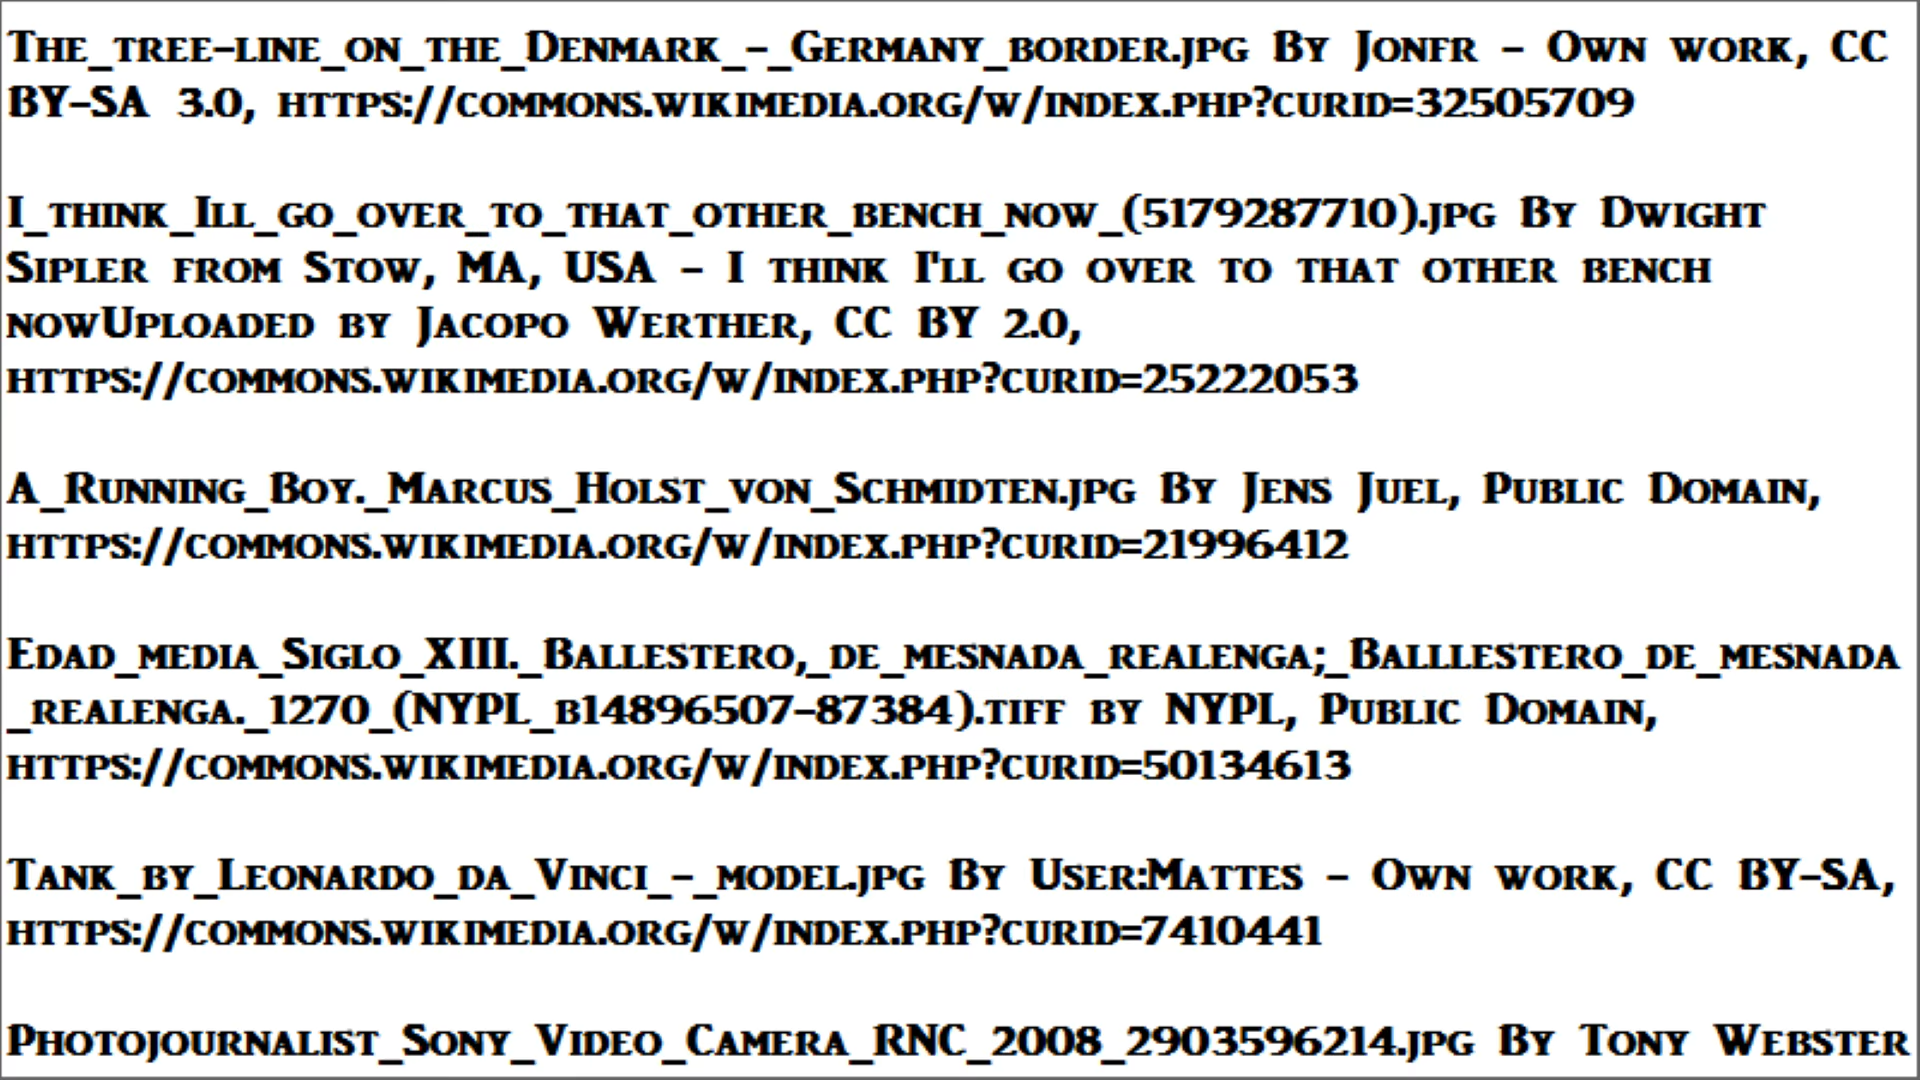 The_tree-line_on_the_Denmark_-_Germany_border.jpg By Jonfr - Own work, CC
BY-SA 3.0, https://commons.wikimedia.org/w/index.php?curid=32505709
I_think_Ill_go_over_to_that_other_bench_now_(5179287710).jpg By Dwight
Sipler from Stow, MA, USA - I think I'll go over to that other bench
nowUploaded by Jacopo Werther, CC BY 2.0,
https://commons.wikimedia.org/w/index.php?curid=25222053
A_Running_Boy._Marcus_Holst_von_Schmidten.jpg By Jens Juel, Public Domain,
https://commons.wikimedia.org/w/index.php?curid=21996412
Edad_media_Siglo_XIII._Ballestero,_de_mesnada_realenga;_Balllestero_de_mesnada
_realenga._1270_(NYPL_b14896507-87384).tiff by NYPL, Public Domain,
https://commons.wikimedia.org/w/index.php?curid=50134613
Tank_by_Leonardo_da_Vinci_-_model.jpg By User:Mattes - Own work, CC BY-SA,
https://commons.wikimedia.org/w/index.php?curid=7410441
Photojournalist_Sony_Video_Camera_RNC_2008_2903596214.jpg By Tony Webster